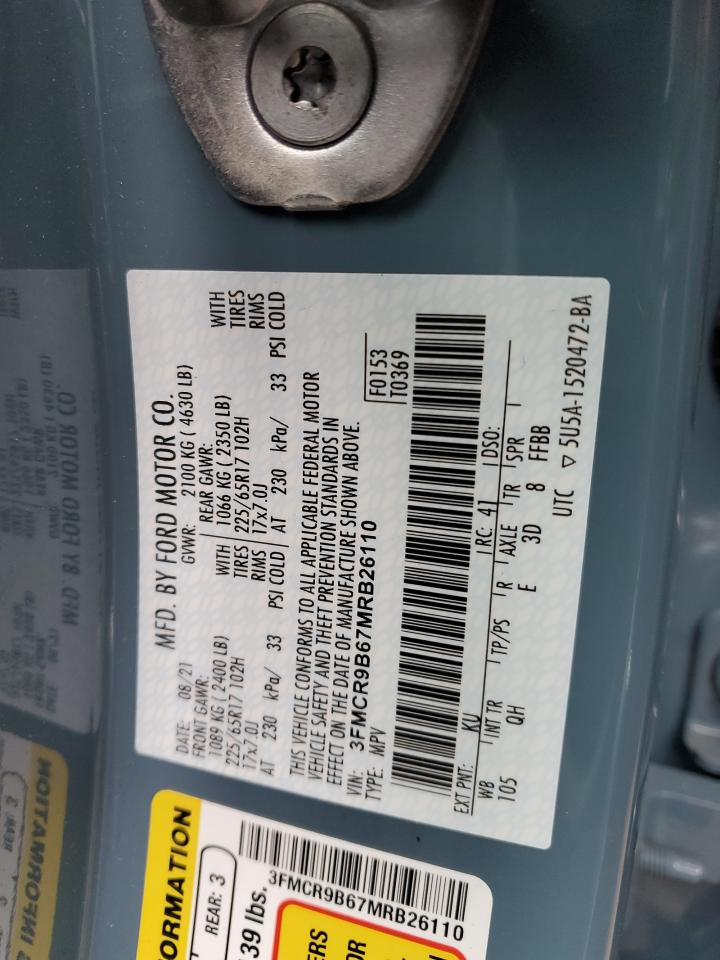 MFD. BY FORD MOTOR CO.
DATE: 08/21 GVWR: 2100 KG ( 4630 LB)
FRONT GAWR: REAR GAWR:
1089 KG ( 2400 LB) WITH 1066 KG ( 2350 LB) WITH
225/65R17 102H TIRES 225/65R17 102H TIRES
17x7.0J RIMS 17x7.0J RIMS
AT 230 kPa/ 33 PSI COLD AT 230 kPa/ 33 PSI COLD
THIS VEHICLE CONFORMS TO ALL APPLICABLE FEDERAL MOTOR
VEHICLE SAFETY AND THEFT PREVENTION STANDARDS IN
EFFECT ON THE DATE OF MANUFACTURE SHOWN ABOVE.
VIN: 3FMCR9B67MRB26110 F0153
TYPE: MPV T0369
EXT PNT: KU RC: 41 DSO:
WB INT TR TP/PS R AXLE TR SPR
105 QH E 3D 8 FFBB
UTC ▽ 5U5A-1520472-BA
ORMATION
REAR: 3
39 lbs.
3FMCR9B67MRB26110
ERS
OR